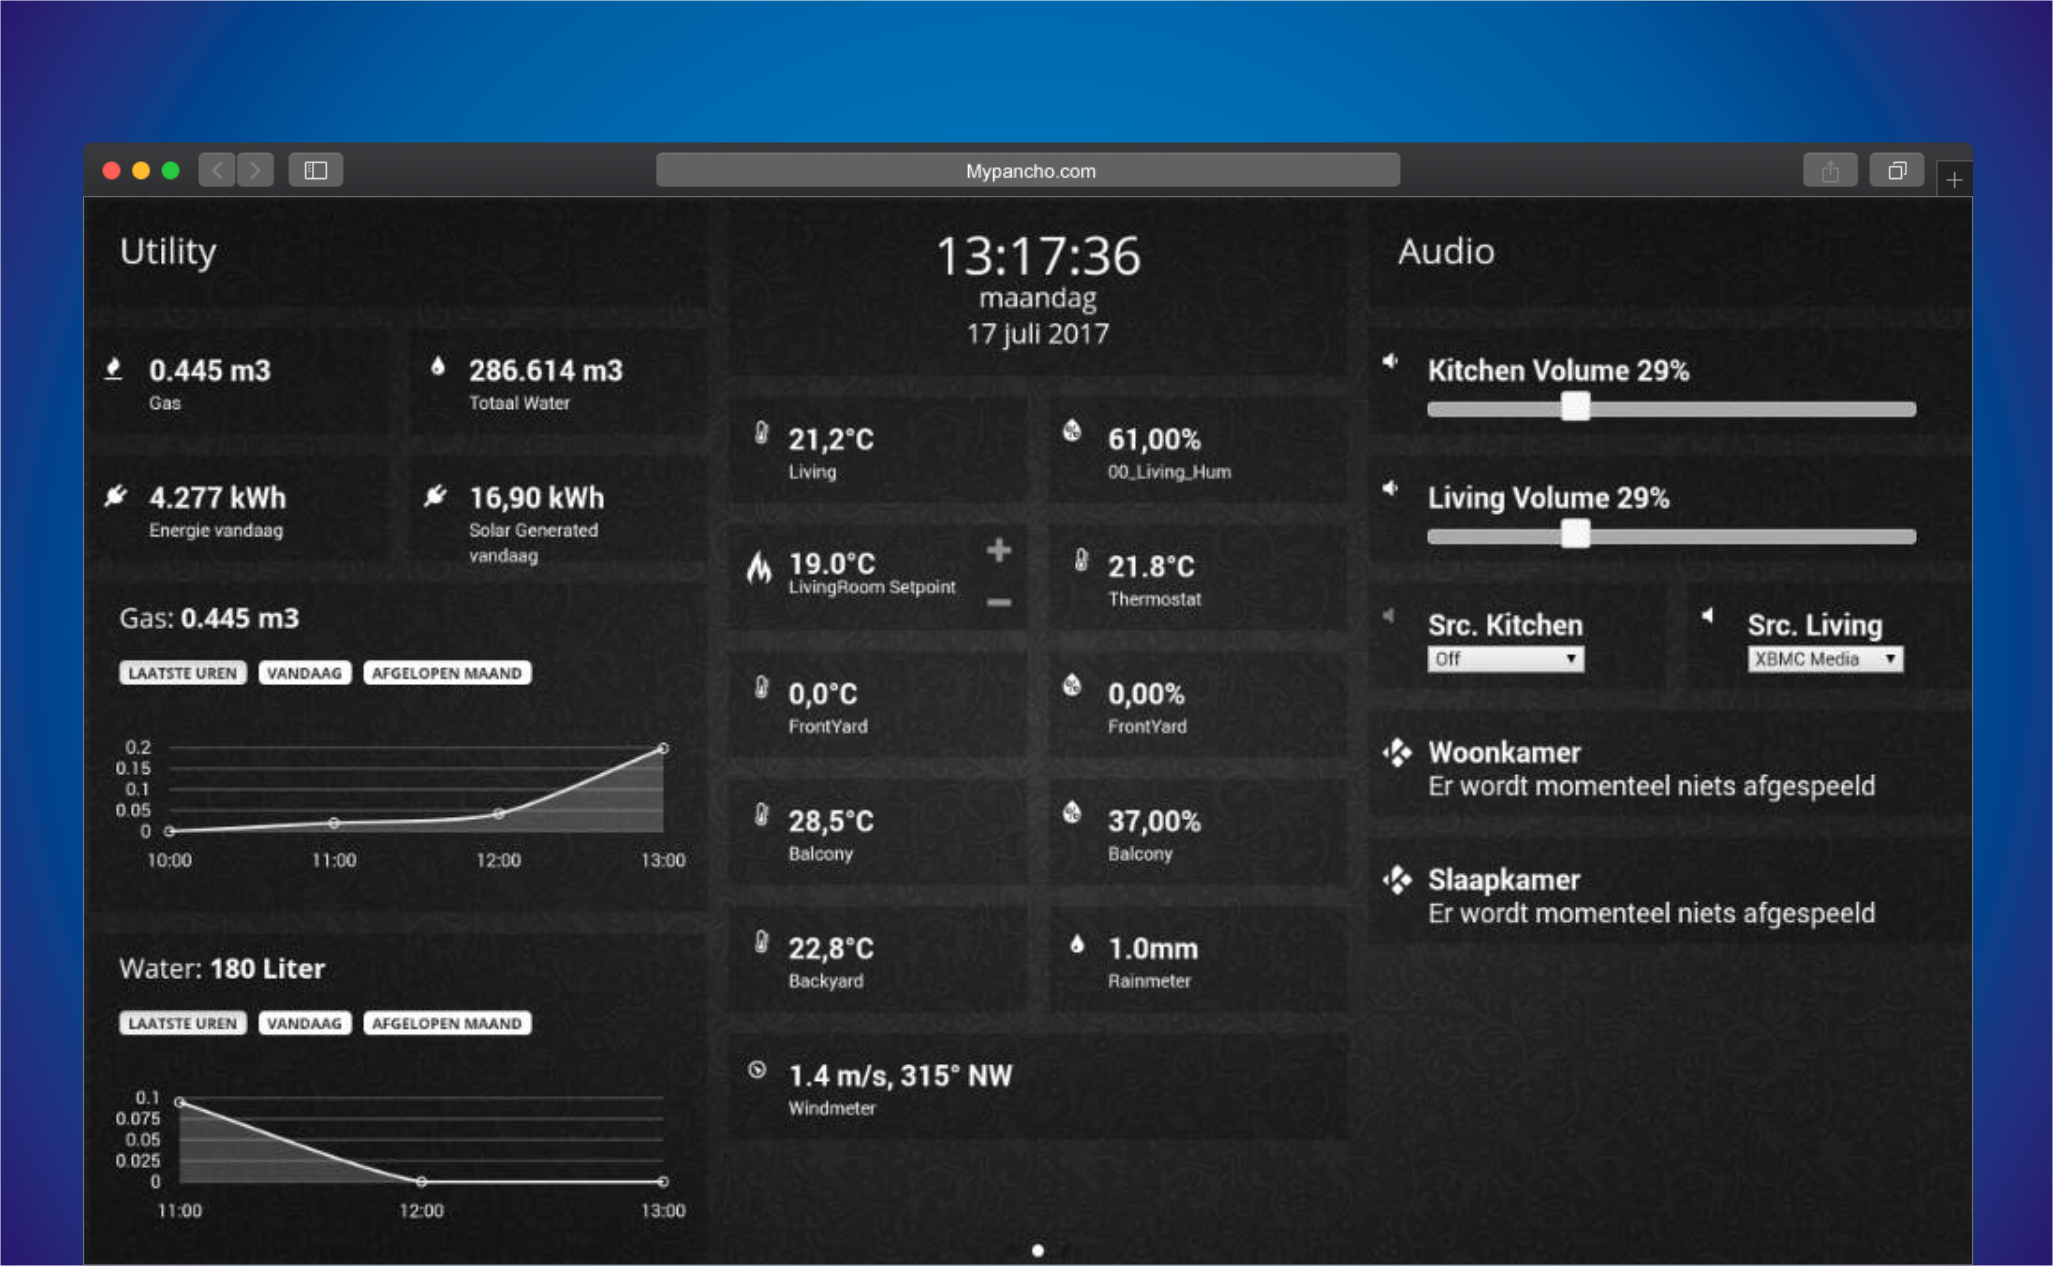 Mypancho.com
Utility
0.445 m3
Gas
286.614 m3
Totaal Water
4.277 kWh
Energie vandaag
16,90 kWh
Solar Generated
vandaag
Gas: 0.445 m3
LAATSTE UREN VANDAAG AFGELOPEN MAAND
0.2
0.15
0.1
0.05
0
10:00 11:00 12:00 13:00
Water: 180 Liter
LAATSTE UREN VANDAAG AFGELOPEN MAAND
0.1
0.075
0.05
0.025
0
11:00 12:00 13:00
13:17:36
maandag
17 juli 2017
21,2°C
Living
61,00%
00_Living_Hum
19.0°C
LivingRoom Setpoint
21.8°C
Thermostat
0,0°C
FrontYard
0,00%
FrontYard
28,5°C
Balcony
37,00%
Balcony
22,8°C
Backyard
1.0mm
Rainmeter
1.4 m/s, 315° NW
Windmeter
Audio
Kitchen Volume 29%
Living Volume 29%
Src. Kitchen
Off
Src. Living
XBMC Media
Woonkamer
Er wordt momenteel niets afgespeeld
Slaapkamer
Er wordt momenteel niets afgespeeld